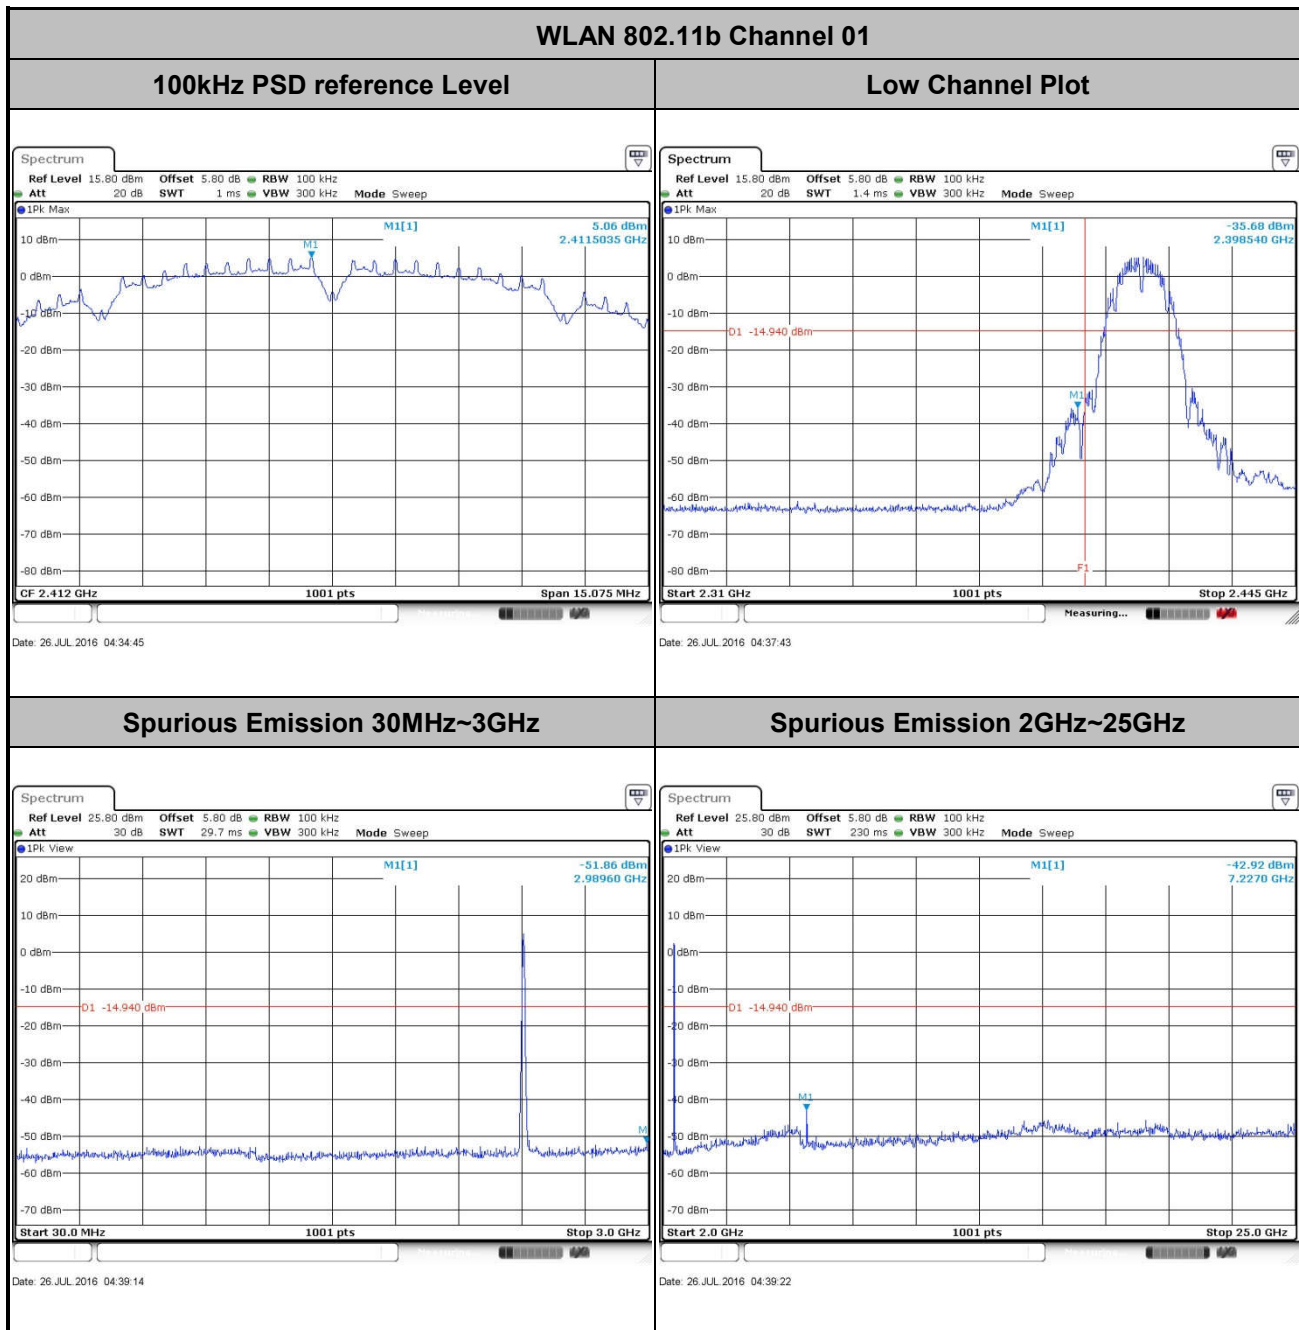 WLAN 802.11b Channel 01
100kHz PSD reference Level
Low Channel Plot
Spectrum
Ref Level 15.80 dBm Offset 5.80 dB RBW 100 kHz
Att 20 dB SWT 1 ms VBW 300 kHz Mode Sweep
1Pk Max
M1[1] 5.06 dBm
2.4115035 GHz
M1
10 dBm
0 dBm
-10 dBm
-20 dBm
-30 dBm
-40 dBm
-50 dBm
-60 dBm
-70 dBm
-80 dBm
CF 2.412 GHz 1001 pts Span 15.075 MHz
Date: 26.JUL.2016 04:34:45
Spectrum
Ref Level 15.80 dBm Offset 5.80 dB RBW 100 kHz
Att 20 dB SWT 1.4 ms VBW 300 kHz Mode Sweep
1Pk Max
M1[1] -35.68 dBm
2.398540 GHz
10 dBm
0 dBm
-10 dBm
D1 -14.940 dBm
-20 dBm
-30 dBm
M1
-40 dBm
-50 dBm
-60 dBm
-70 dBm
-80 dBm
F1
Start 2.31 GHz 1001 pts Stop 2.445 GHz
Measuring...
Date: 26.JUL.2016 04:37:43
Spurious Emission 30MHz~3GHz
Spurious Emission 2GHz~25GHz
Spectrum
Ref Level 25.80 dBm Offset 5.80 dB RBW 100 kHz
Att 30 dB SWT 29.7 ms VBW 300 kHz Mode Sweep
1Pk View
M1[1] -51.86 dBm
2.98960 GHz
20 dBm
10 dBm
0 dBm
-10 dBm
D1 -14.940 dBm
-20 dBm
-30 dBm
-40 dBm
-50 dBm
M
-60 dBm
-70 dBm
Start 30.0 MHz 1001 pts Stop 3.0 GHz
Date: 26.JUL.2016 04:39:14
Spectrum
Ref Level 25.80 dBm Offset 5.80 dB RBW 100 kHz
Att 30 dB SWT 230 ms VBW 300 kHz Mode Sweep
1Pk View
M1[1] -42.92 dBm
7.2270 GHz
20 dBm
10 dBm
0 dBm
-10 dBm
D1 -14.940 dBm
-20 dBm
-30 dBm
-40 dBm
M1
-50 dBm
-60 dBm
-70 dBm
Start 2.0 GHz 1001 pts Stop 25.0 GHz
Date: 26.JUL.2016 04:39:22